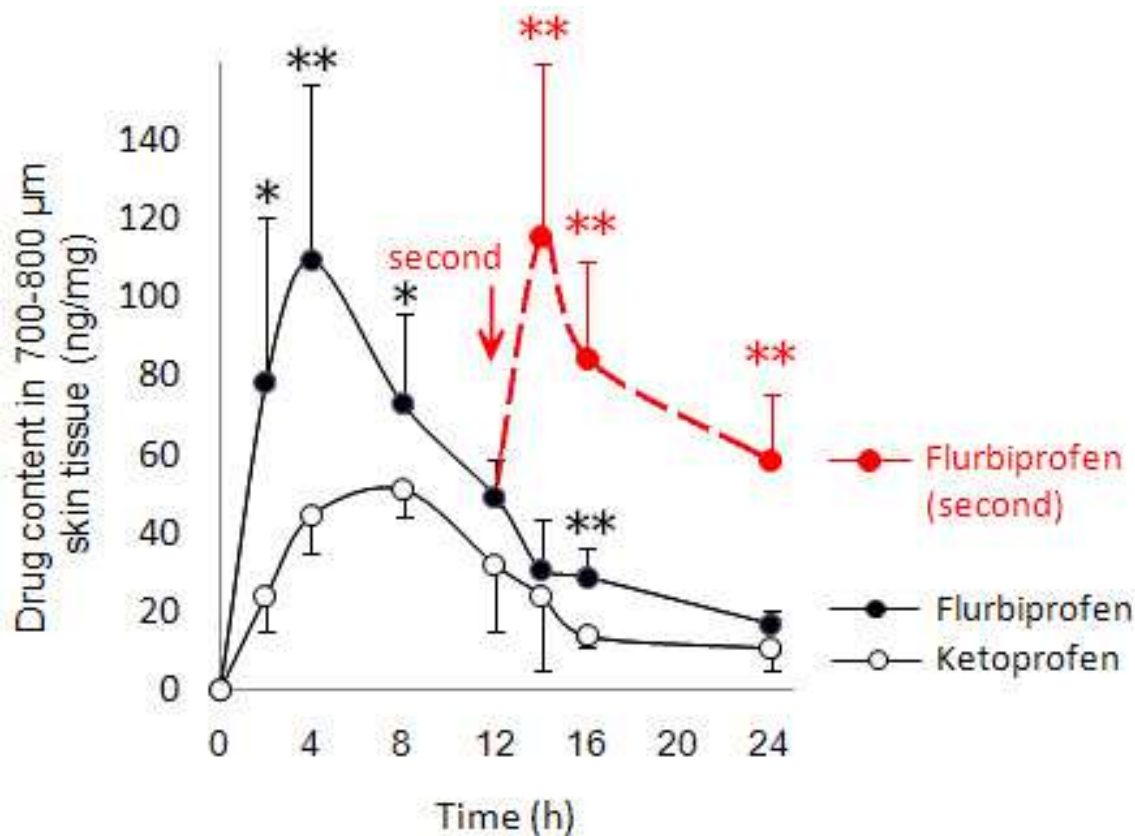 **
**
*
**
*
second
**
**
140
120
100
80
60
40
20
0
Drug content in 700-800 µm
skin tissue (ng/mg)
Flurbiprofen
(second)
Flurbiprofen
Ketoprofen
0 4 8 12 16 20 24
Time (h)